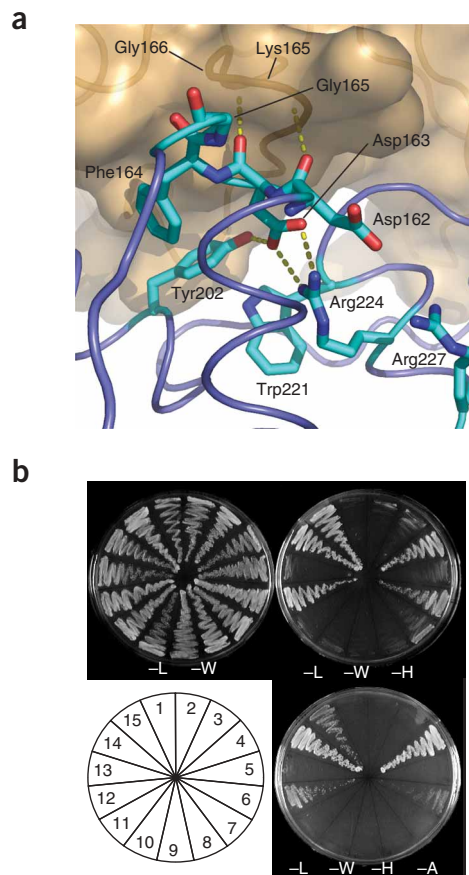 a
Gly166
Lys165
Gly165
Asp163
Phe164
Asp162
Tyr202
Arg224
Arg227
Trp221
b
–L –W
–L –W –H
1
2
3
4
5
6
7
8
9
10
11
12
13
14
15
–L –W –H –A